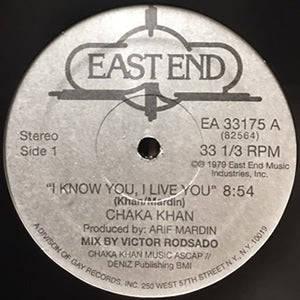 EAST END
EA 33175 A
(82564)
Stereo
Side 1
33 1/3 RPM
©℗ 1979 East End Music
Industries, Inc.
"I KNOW YOU, I LIVE YOU" 8:54
(Khan/Mardin)
CHAKA KHAN
Produced by: ARIF MARDIN
MIX BY VICTOR RODSADO
CHAKA KHAN MUSIC ASCAP //
DENIZ Publishing BMI
A DIVISION OF GAY RECORDS, INC. 250 WEST 57TH STREET N.Y., N.Y. 10019